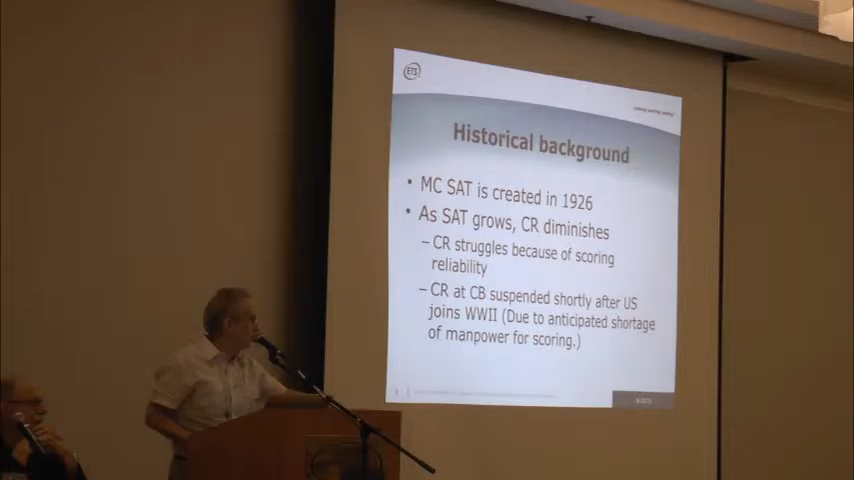 ETS
Historical background
• MC SAT is created in 1926
• As SAT grows, CR diminishes
– CR struggles because of scoring
reliability
– CR at CB suspended shortly after US
joins WWII (Due to anticipated shortage
of manpower for scoring.)